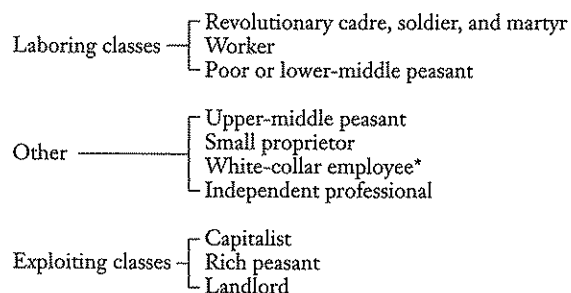 Laboring classes
Revolutionary cadre, soldier, and martyr
Worker
Poor or lower-middle peasant
Other
Upper-middle peasant
Small proprietor
White-collar employee*
Independent professional
Exploiting classes
Capitalist
Rich peasant
Landlord